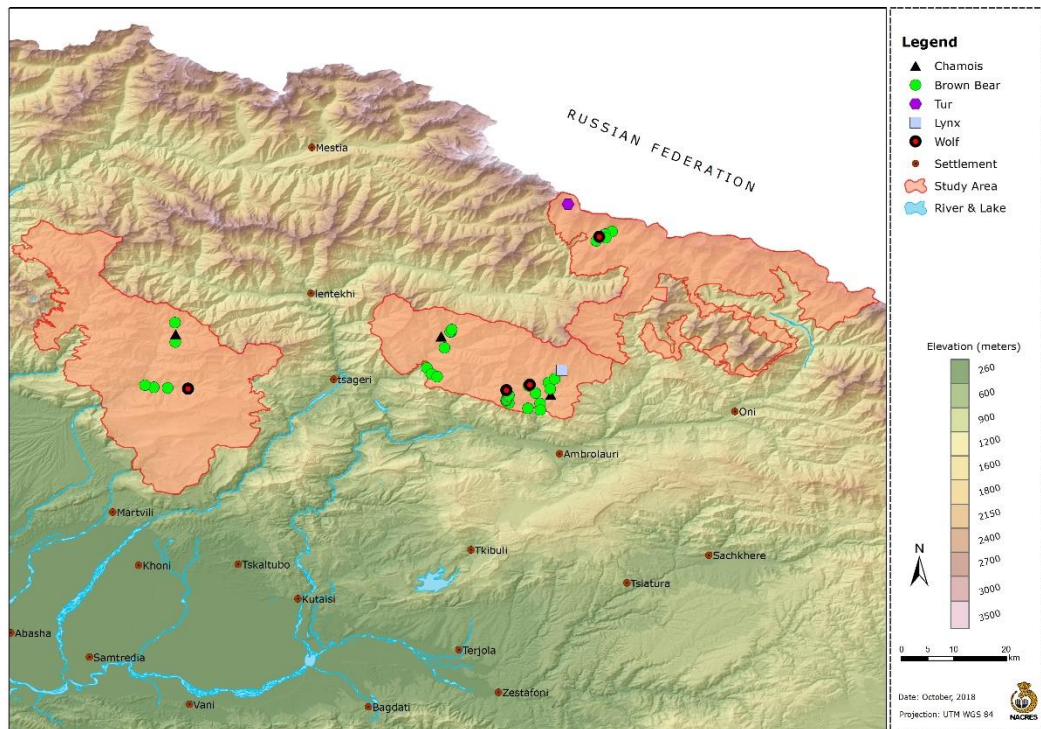 RUSSIAN FEDERATION
Mestia
lentekhi
tsageri
Oni
Ambrolauri
Martvili
Tkibuli
Sachkhere
Khoni
Tskaltubo
Tsiatura
Kutaisi
Abasha
Terjola
Samtredia
Zestafoni
Vani
Bagdati
Legend
Chamois
Brown Bear
Tur
Lynx
Wolf
Settlement
Study Area
River & Lake
Elevation (meters)
260
600
900
1200
1600
1800
2150
2400
2700
3000
3500
N
0 5 10 20
km
Date: October, 2018
Projection: UTM WGS 84
NACRES